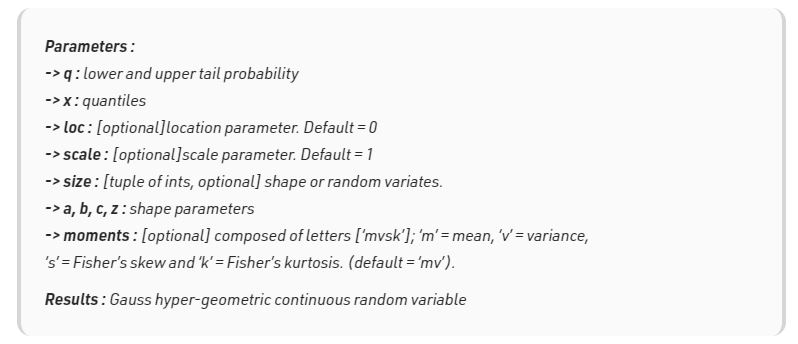 Parameters :
-> q : lower and upper tail probability
-> x : quantiles
-> loc : [optional]location parameter. Default = 0
-> scale : [optional]scale parameter. Default = 1
-> size : [tuple of ints, optional] shape or random variates.
-> a, b, c, z : shape parameters
-> moments : [optional] composed of letters [‘mvsk’]; ‘m’ = mean, ‘v’ = variance,
‘s’ = Fisher’s skew and ‘k’ = Fisher’s kurtosis. (default = ‘mv’).
Results : Gauss hyper-geometric continuous random variable